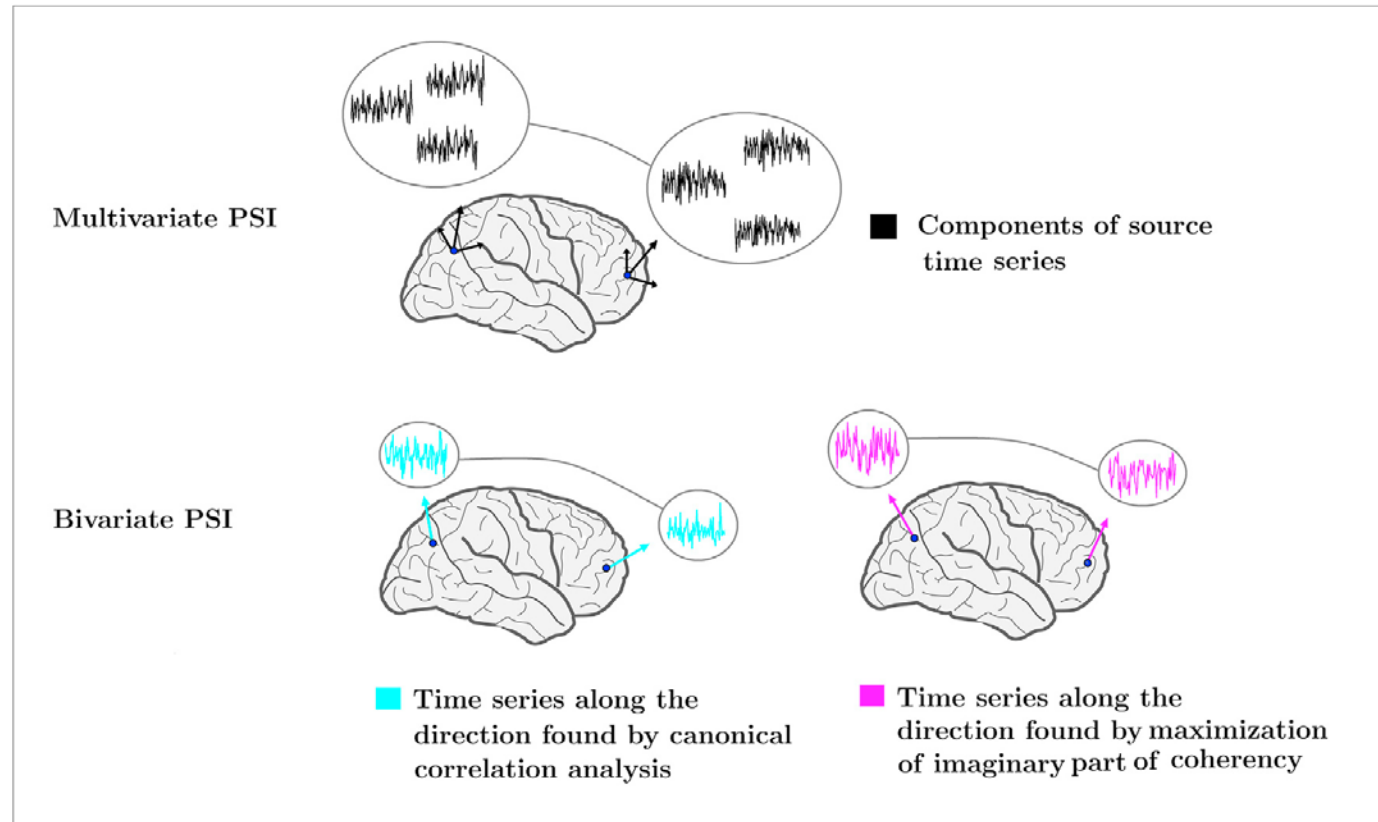 Multivariate PSI
Components of source
time series
Bivariate PSI
Time series along the
direction found by canonical
correlation analysis
Time series along the
direction found by maximization
of imaginary part of coherency